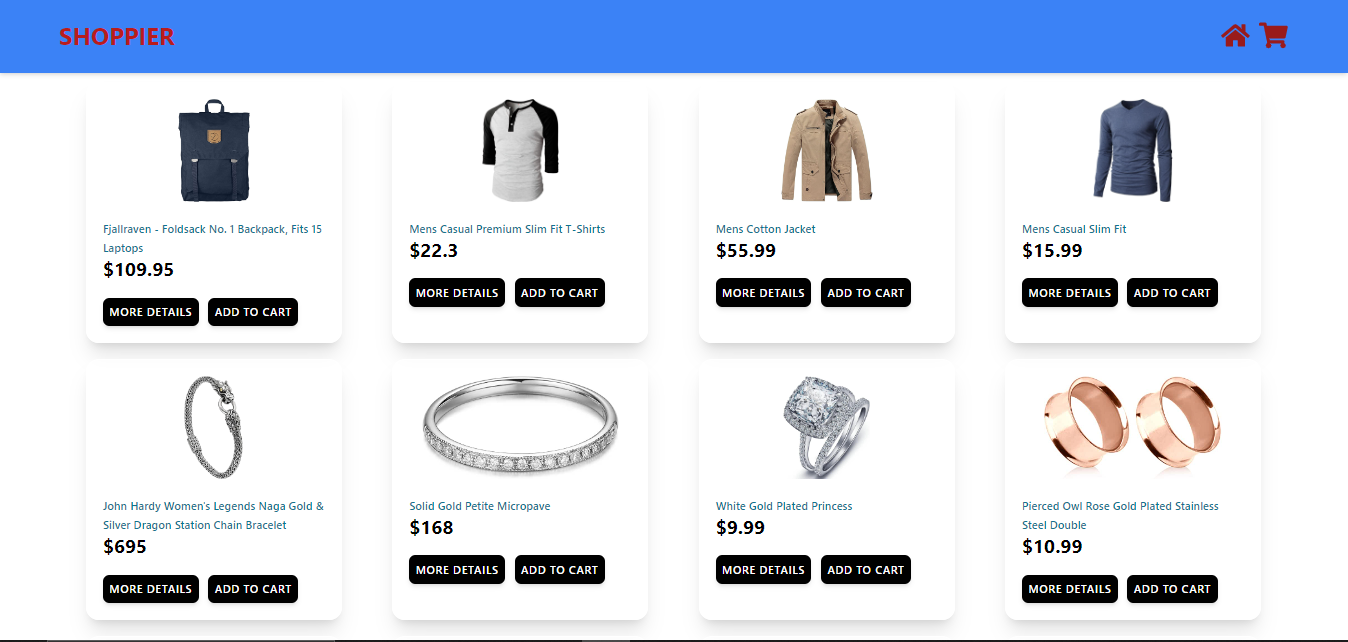 SHOPPIER
Fjallraven - Foldsack No. 1 Backpack, Fits 15
Laptops
$109.95
MORE DETAILS
ADD TO CART
Mens Casual Premium Slim Fit T-Shirts
$22.3
MORE DETAILS
ADD TO CART
Mens Cotton Jacket
$55.99
MORE DETAILS
ADD TO CART
Mens Casual Slim Fit
$15.99
MORE DETAILS
ADD TO CART
John Hardy Women's Legends Naga Gold &
Silver Dragon Station Chain Bracelet
$695
MORE DETAILS
ADD TO CART
Solid Gold Petite Micropave
$168
MORE DETAILS
ADD TO CART
White Gold Plated Princess
$9.99
MORE DETAILS
ADD TO CART
Pierced Owl Rose Gold Plated Stainless
Steel Double
$10.99
MORE DETAILS
ADD TO CART